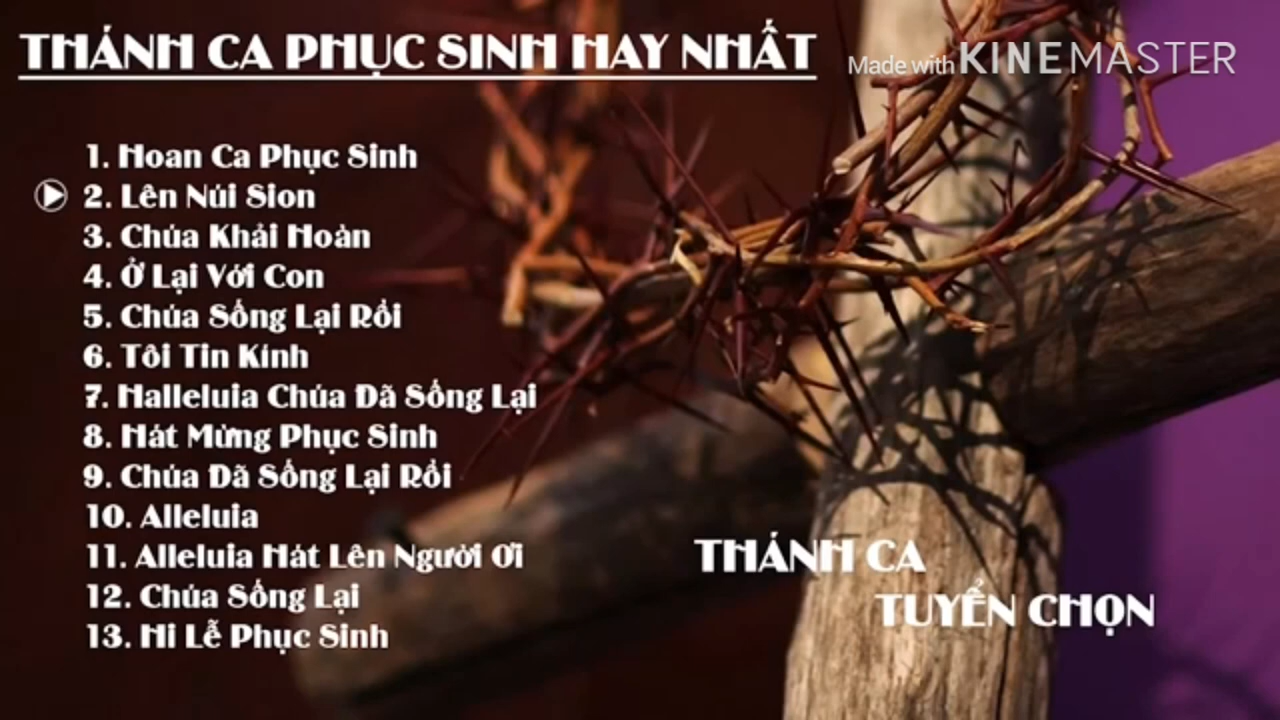 THÁNH CA PHỤC SINH HAY NHẤT
Made with KINEMASTER
1. Hoan Ca Phục Sinh
2. Lên Núi Sion
3. Chúa Khải Hoàn
4. Ở Lại Với Con
5. Chúa Sống Lại Rồi
6. Tôi Tin Kính
7. Halleluia Chúa Đã Sống Lại
8. Hát Mừng Phục Sinh
9. Chúa Đã Sống Lại Rồi
10. Alleluia
11. Alleluia Hát Lên Người Ơi
12. Chúa Sống Lại
13. Hi Lễ Phục Sinh
THÁNH CA
TUYỂN CHỌN